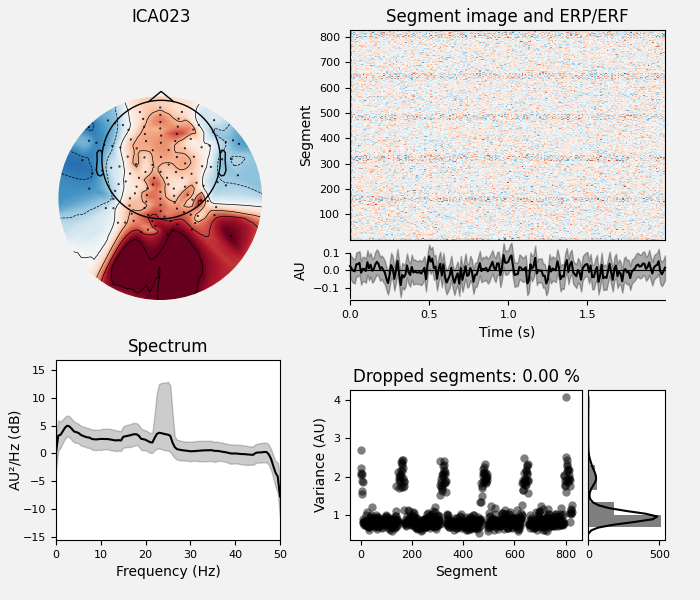 ICA023
Segment image and ERP/ERF
Segment
800
700
600
500
400
300
200
100
AU
0.1
0.0
−0.1
0.0 0.5 1.0 1.5
Time (s)
Spectrum
AU²/Hz (dB)
15
10
5
0
−5
−10
−15
0 10 20 30 40 50
Frequency (Hz)
Dropped segments: 0.00 %
Variance (AU)
4
3
2
1
0 200 400 600 800
Segment
0 500